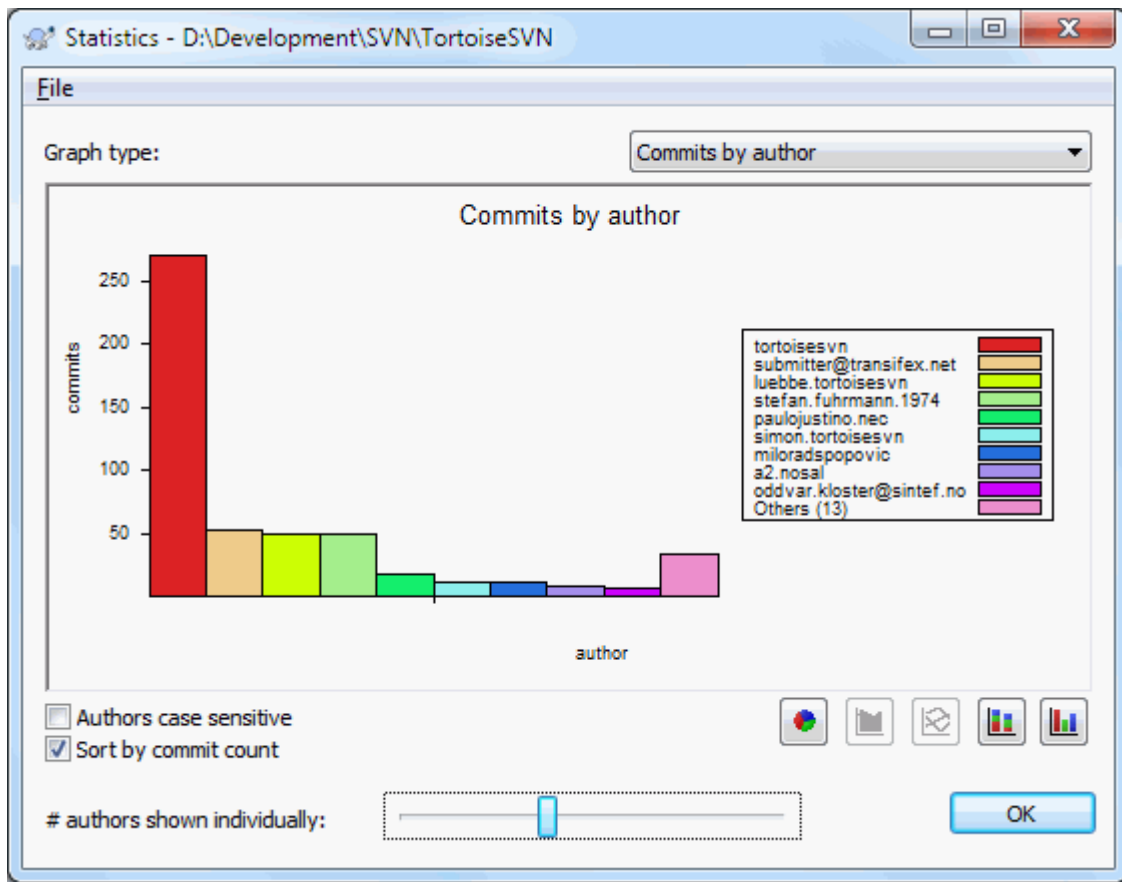 Statistics - D:\Development\SVN\TortoiseSVN
File
Graph type:
Commits by author
Commits by author
250
200
150
100
50
commits
author
tortoisesvn
submitter@transifex.net
luebbe.tortoisesvn
stefan.fuhrmann.1974
paulojustino.nec
simon.tortoisesvn
miloradspopovic
a2.nosal
oddvar.kloster@sintef.no
Others (13)
Authors case sensitive
Sort by commit count
# authors shown individually:
OK